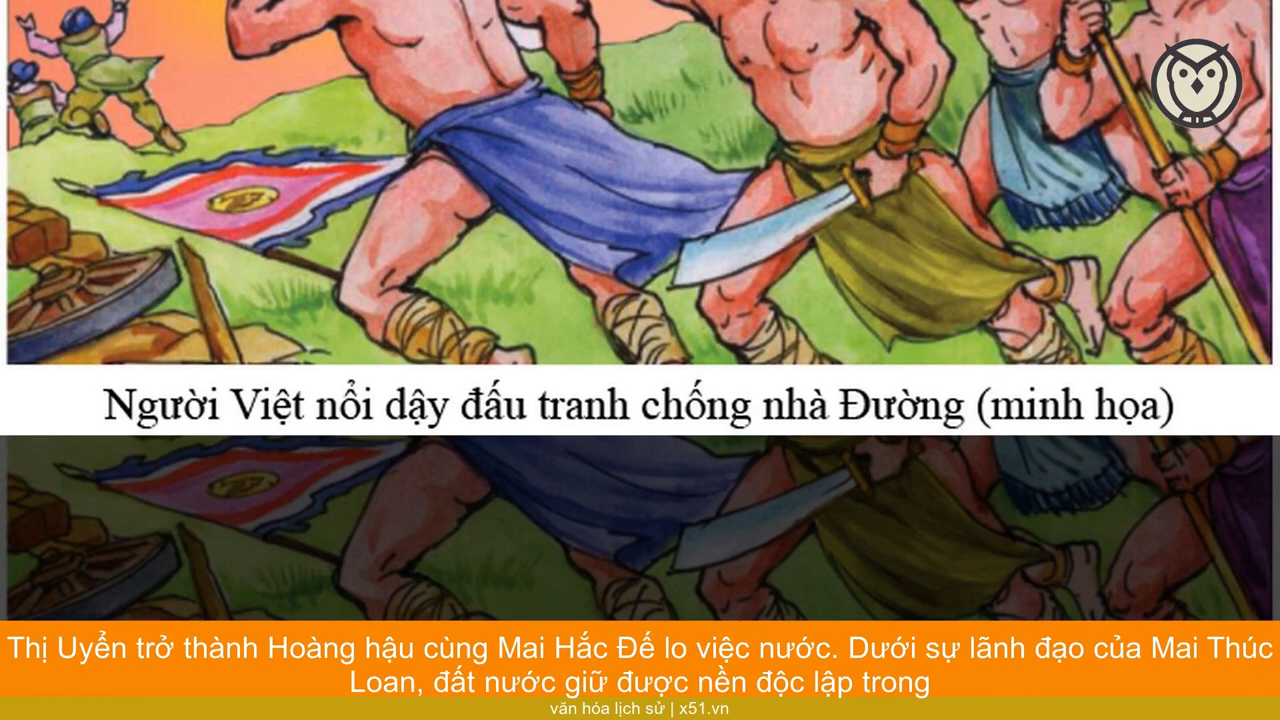 Người Việt nổi dậy đấu tranh chống nhà Đường (minh họa)
Thị Uyển trở thành Hoàng hậu cùng Mai Hắc Đế lo việc nước. Dưới sự lãnh đạo của Mai Thúc
Loan, đất nước giữ được nền độc lập trong
văn hóa lịch sử | x51.vn